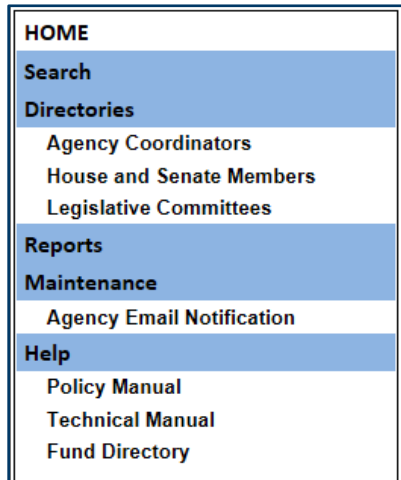 HOME
Search
Directories
Agency Coordinators
House and Senate Members
Legislative Committees
Reports
Maintenance
Agency Email Notification
Help
Policy Manual
Technical Manual
Fund Directory